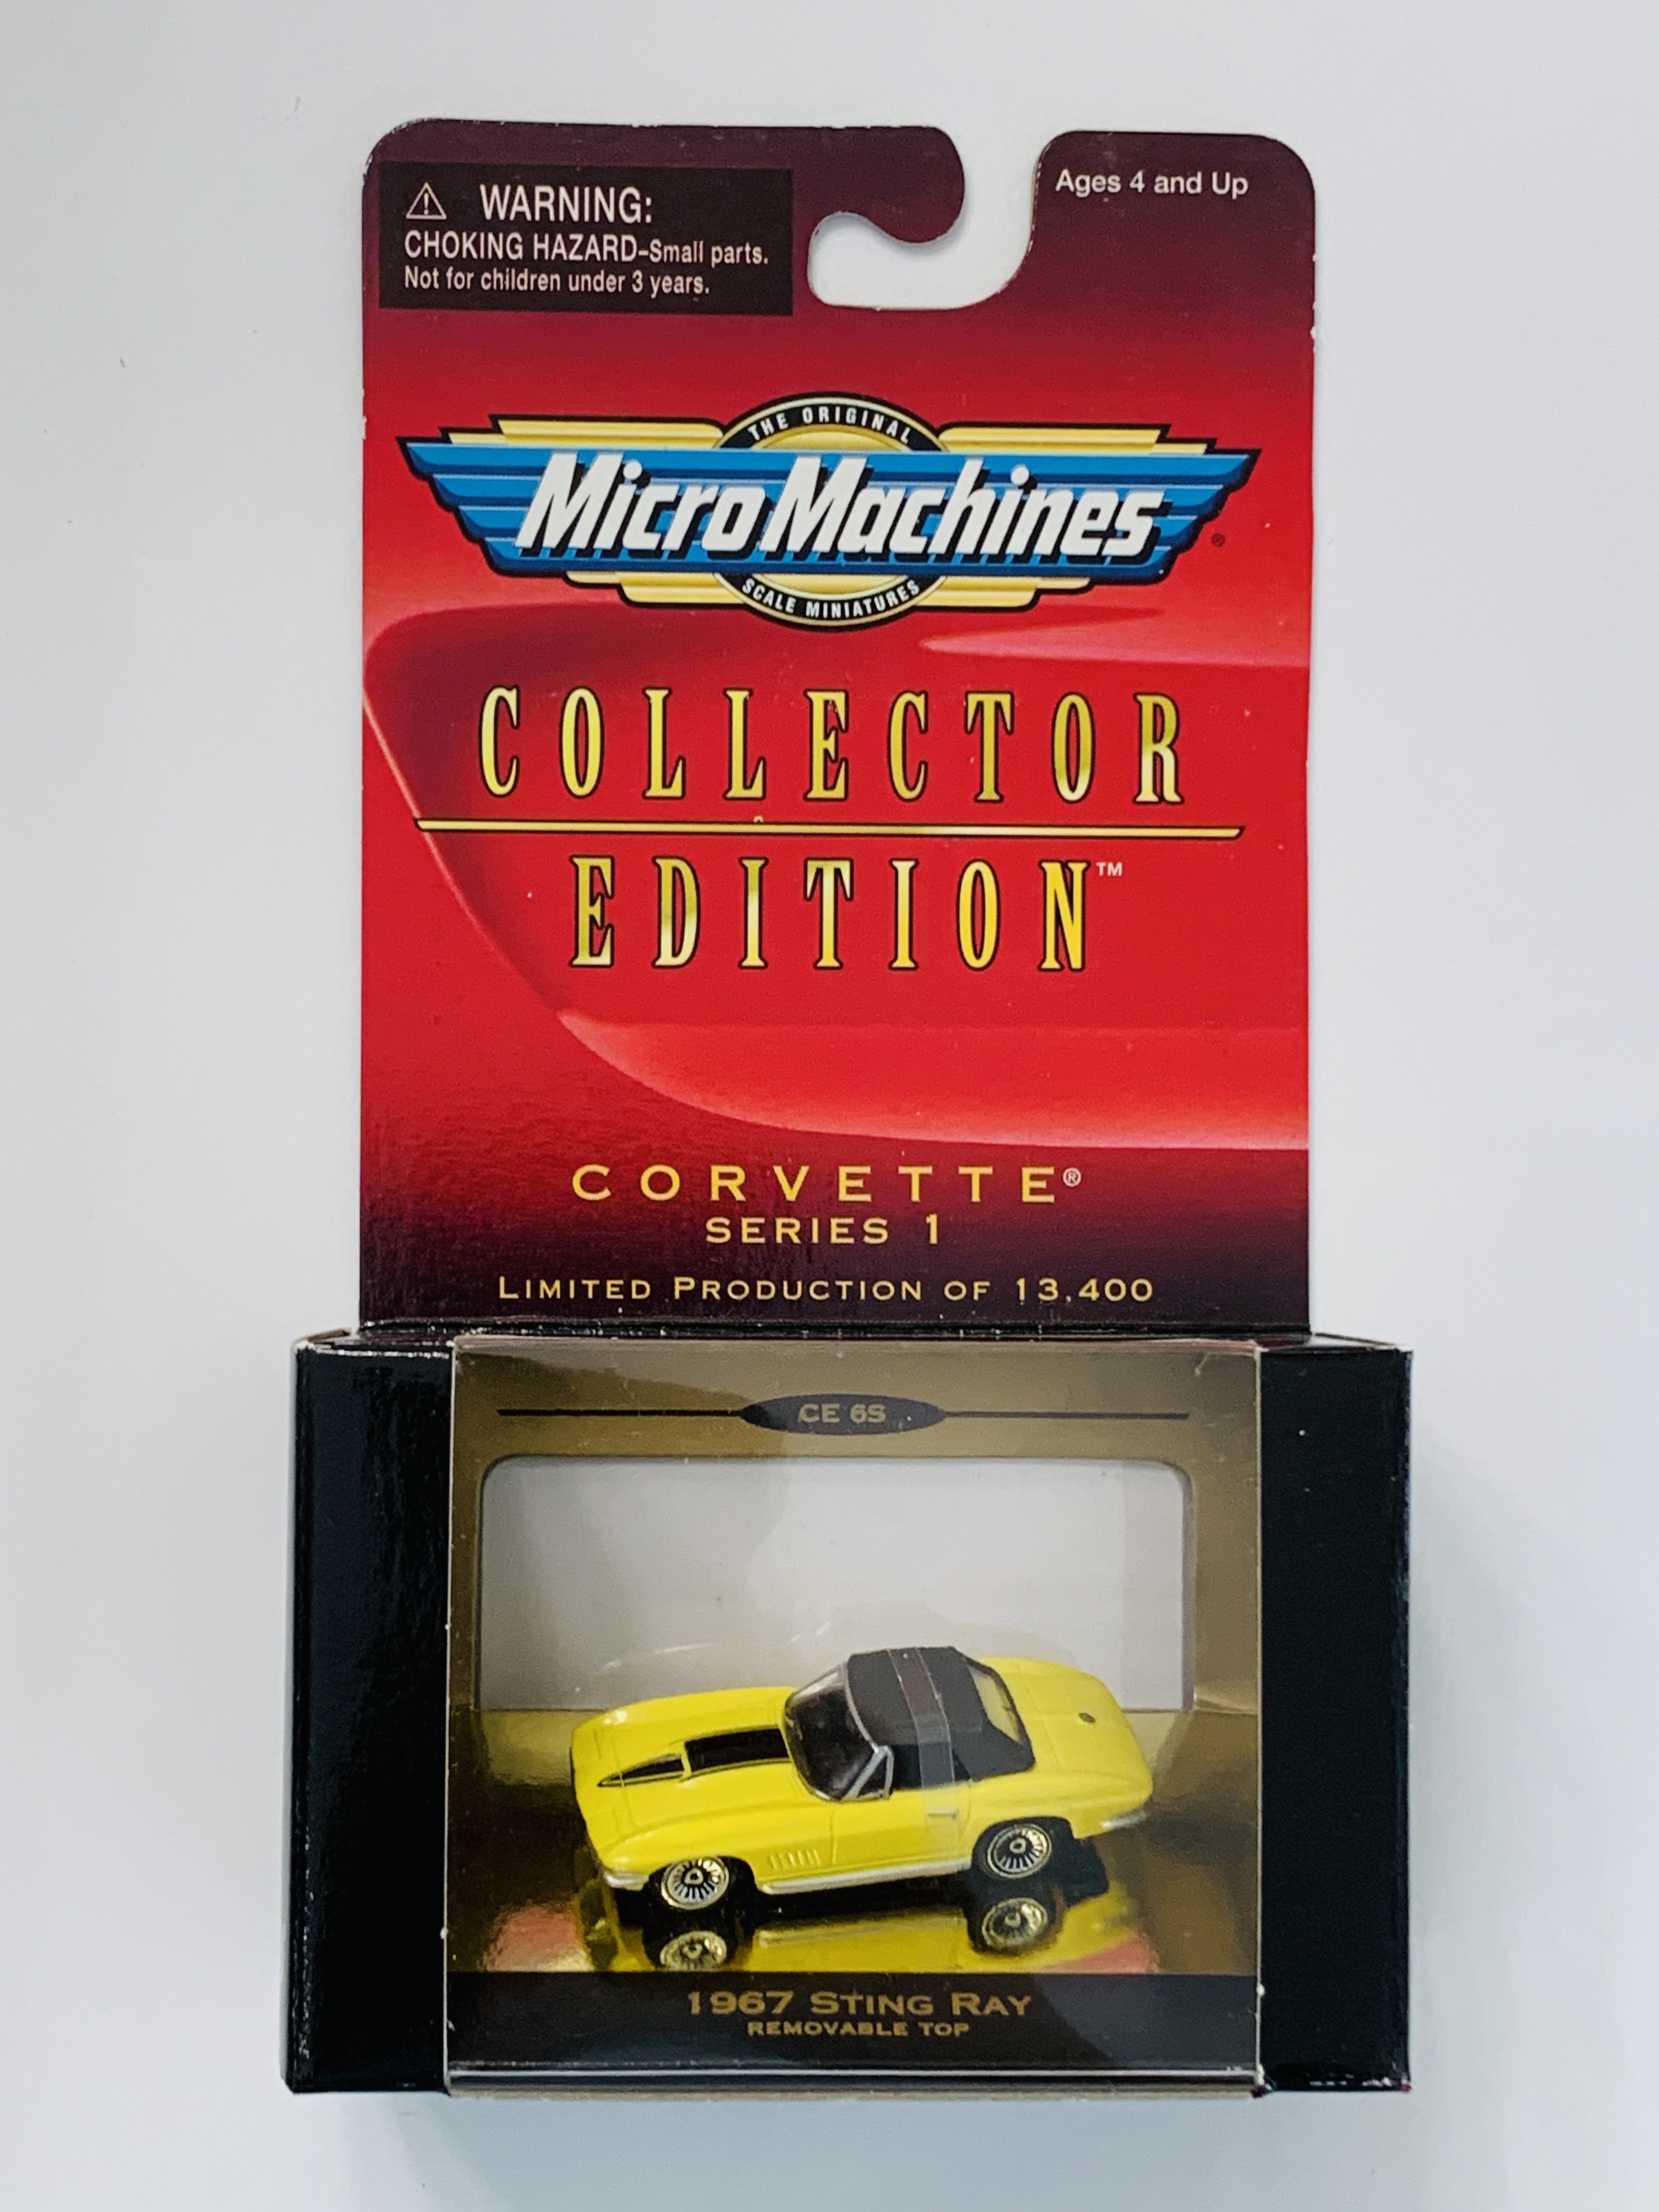 WARNING:
CHOKING HAZARD-Small parts.
Not for children under 3 years.
Ages 4 and Up
THE ORIGINAL
Micro Machines®
SCALE MINIATURES
COLLECTOR
EDITION™
CORVETTE®
SERIES 1
LIMITED PRODUCTION OF 13,400
CE 6S
1967 STING RAY
REMOVABLE TOP